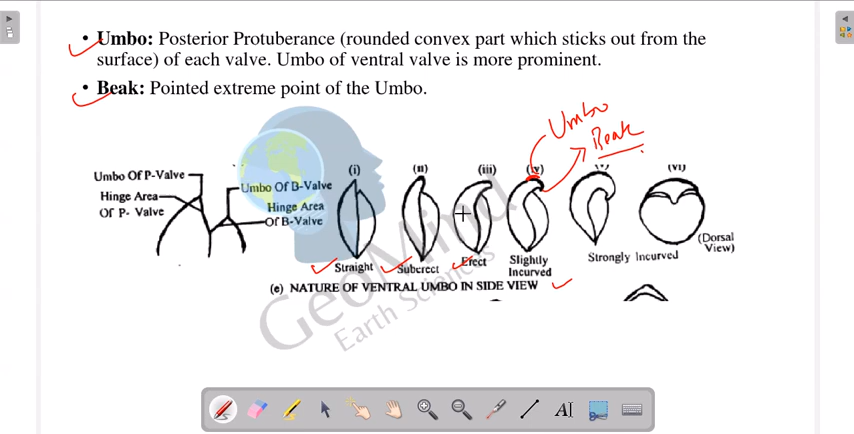 • Umbo: Posterior Protuberance (rounded convex part which sticks out from the
surface) of each valve. Umbo of ventral valve is more prominent.
• Beak: Pointed extreme point of the Umbo.
Umbo
Beak
Umbo Of P-Valve
Hinge Area
Of P- Valve
Umbo Of B-Valve
Hinge Area
Of B-Valve
(i)
(ii)
(iii)
(VI)
Straight
Suberect
Erect
Slightly
Incurved
Strongly Incurved
(Dorsal
View)
(e) NATURE OF VENTRAL UMBO IN SIDE VIEW
GeoMind
Earth Sciences
AI